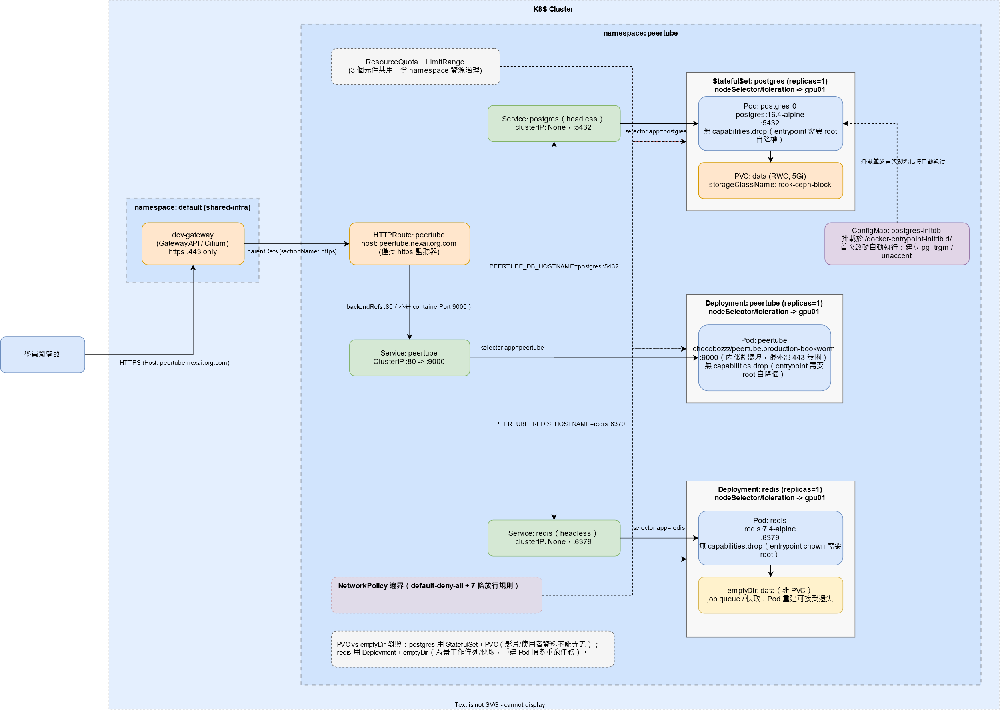 K8S Cluster
namespace: peertube
ResourceQuota + LimitRange
(3 個元件共用一份 namespace 資源治理)
StatefulSet: postgres (replicas=1)
nodeSelector/toleration -> gpu01
Pod: postgres-0
postgres:16.4-alpine
:5432
無 capabilities.drop（entrypoint 需要 root
自降權）
Service: postgres（headless）
clusterIP: None，:5432
selector app=postgres
PVC: data (RWO, 5Gi)
storageClassName: rook-ceph-block
掛載並於首次初始化時自動執行
namespace: default (shared-infra)
dev-gateway
(GatewayAPI / Cilium)
https :443 only
parentRefs (sectionName: https)
HTTPRoute: peertube
host: peertube.nexai.org.com
(僅掛 https 監聽器)
ConfigMap: postgres-initdb
掛載於 /docker-entrypoint-initdb.d/
首次啟動自動執行：建立 pg_trgm /
unaccent
PEERTUBE_DB_HOSTNAME=postgres :5432
backendRefs :80（不是 containerPort 9000）
Deployment: peertube (replicas=1)
nodeSelector/toleration -> gpu01
學員瀏覽器
HTTPS (Host: peertube.nexai.org.com)
Service: peertube
ClusterIP :80 -> :9000
selector app=peertube
Pod: peertube
chocobozzz/peertube:production-bookworm
:9000（內部監聽埠，跟外部 443 無關）
無 capabilities.drop（entrypoint 需要
root 自降權）
PEERTUBE_REDIS_HOSTNAME=redis :6379
Deployment: redis (replicas=1)
nodeSelector/toleration -> gpu01
Service: redis（headless）
clusterIP: None，:6379
selector app=redis
Pod: redis
redis:7.4-alpine
:6379
無 capabilities.drop（entrypoint chown 需要
root）
NetworkPolicy 邊界（default-deny-all + 7 條放行規則）
emptyDir: data（非 PVC）
job queue / 快取，Pod 重建可接受遺失
PVC vs emptyDir 對照：postgres 用 StatefulSet + PVC（影片/使用者資料不能弄丟）；
redis 用 Deployment + emptyDir（背景工作佇列/快取，重建 Pod 頂多重跑任務）。
Text is not SVG - cannot display